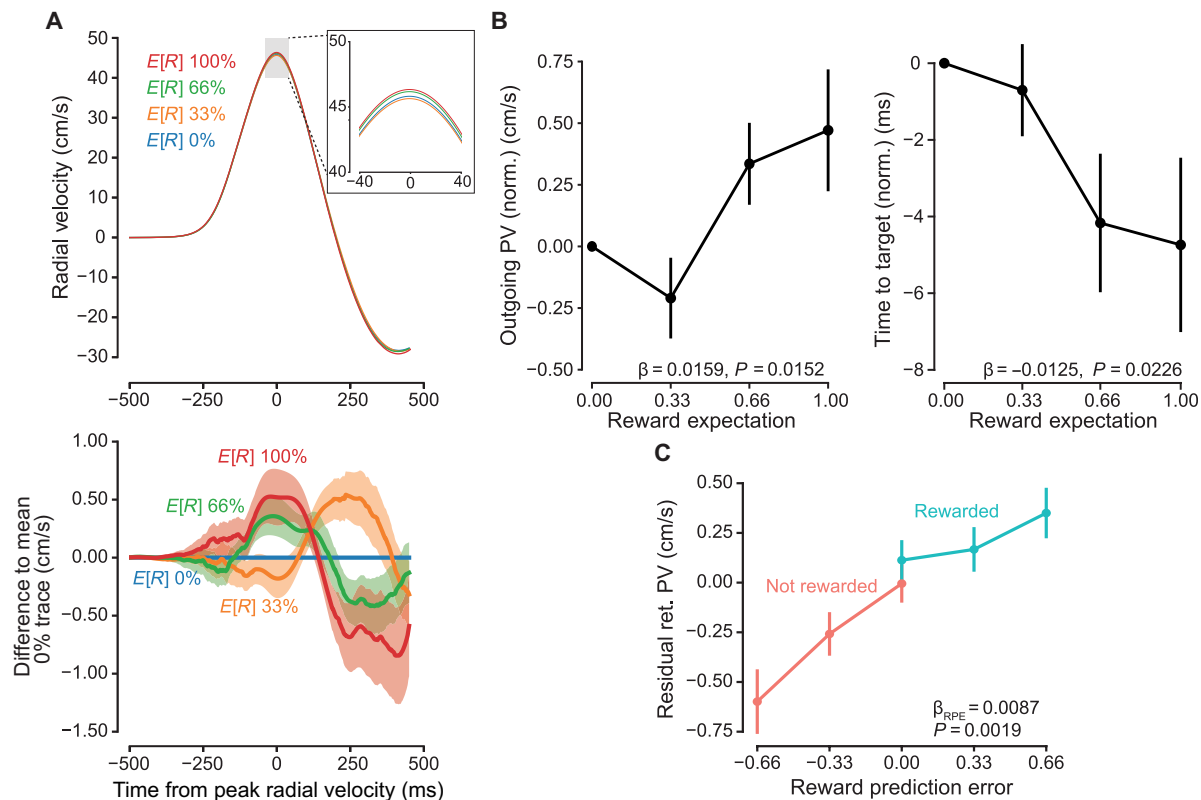 A
Radial velocity (cm/s)
50
40
30
20
10
0
−10
−20
−30
E[R] 100%
E[R] 66%
E[R] 33%
E[R] 0%
50
45
40
−40
0
40
−500
−250
0
250
500
Difference to mean
0% trace (cm/s)
1.00
0.50
0.00
−0.50
−1.00
−1.50
E[R] 100%
E[R] 66%
E[R] 0%
E[R] 33%
−500
−250
0
250
500
Time from peak radial velocity (ms)
B
Outgoing PV (norm.) (cm/s)
0.50
0.25
0.00
−0.25
−0.50
β = 0.0159, P = 0.0152
0.00
0.33
0.66
1.00
Reward expectation
Time to target (norm.) (ms)
0
−2
−4
−6
−8
β = −0.0125, P = 0.0226
0.00
0.33
0.66
1.00
Reward expectation
C
Residual ret. PV (cm/s)
0.50
0.25
0.00
−0.25
−0.50
−0.75
Rewarded
Not rewarded
βRPE = 0.0087
P = 0.0019
−0.66
−0.33
0.00
0.33
0.66
Reward prediction error